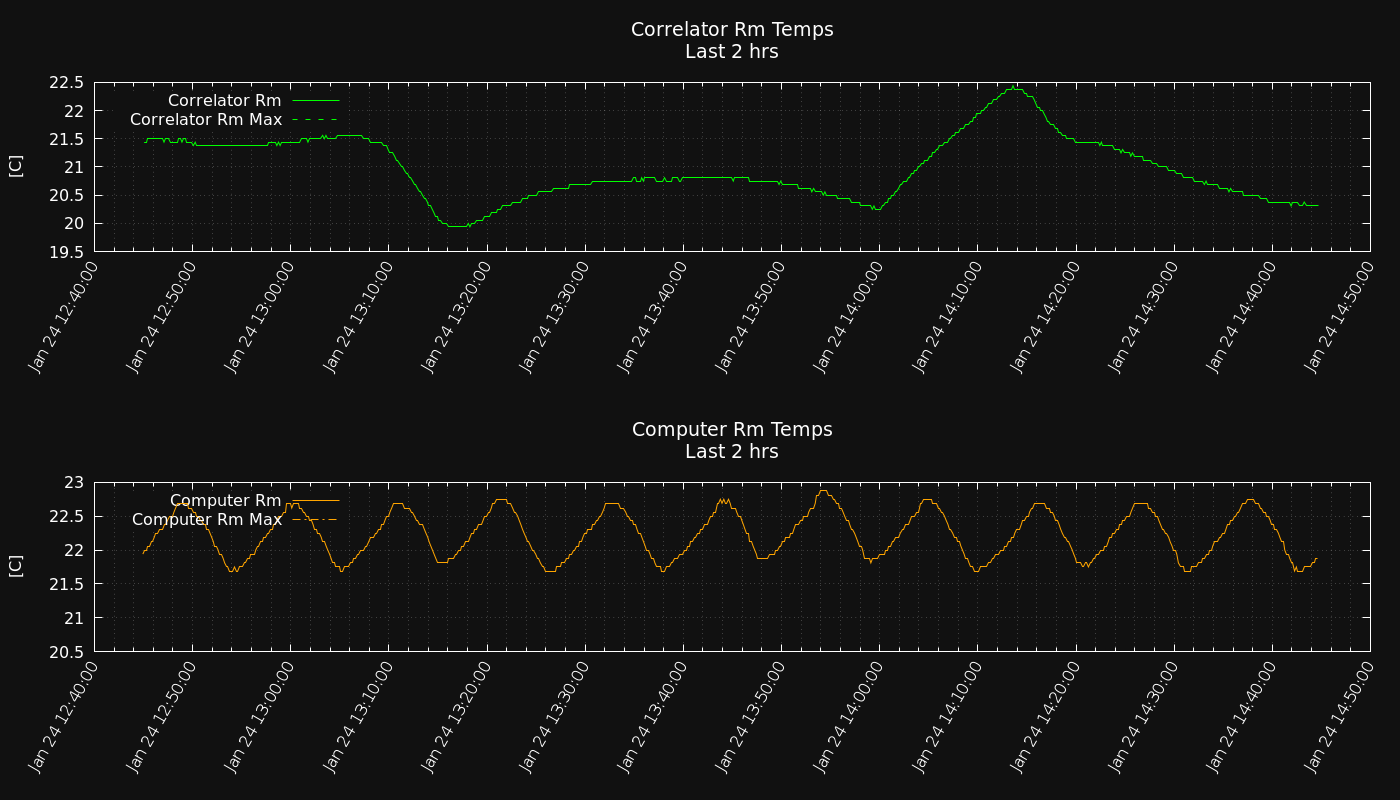 Correlator Rm Temps
Last 2 hrs
22.5
22
21.5
21
20.5
20
19.5
[C]
Correlator Rm
Correlator Rm Max
Jan 24 12:40:00
Jan 24 12:50:00
Jan 24 13:00:00
Jan 24 13:10:00
Jan 24 13:20:00
Jan 24 13:30:00
Jan 24 13:40:00
Jan 24 13:50:00
Jan 24 14:00:00
Jan 24 14:10:00
Jan 24 14:20:00
Jan 24 14:30:00
Jan 24 14:40:00
Jan 24 14:50:00
Computer Rm Temps
Last 2 hrs
23
22.5
22
21.5
21
20.5
[C]
Computer Rm
Computer Rm Max
Jan 24 12:40:00
Jan 24 12:50:00
Jan 24 13:00:00
Jan 24 13:10:00
Jan 24 13:20:00
Jan 24 13:30:00
Jan 24 13:40:00
Jan 24 13:50:00
Jan 24 14:00:00
Jan 24 14:10:00
Jan 24 14:20:00
Jan 24 14:30:00
Jan 24 14:40:00
Jan 24 14:50:00